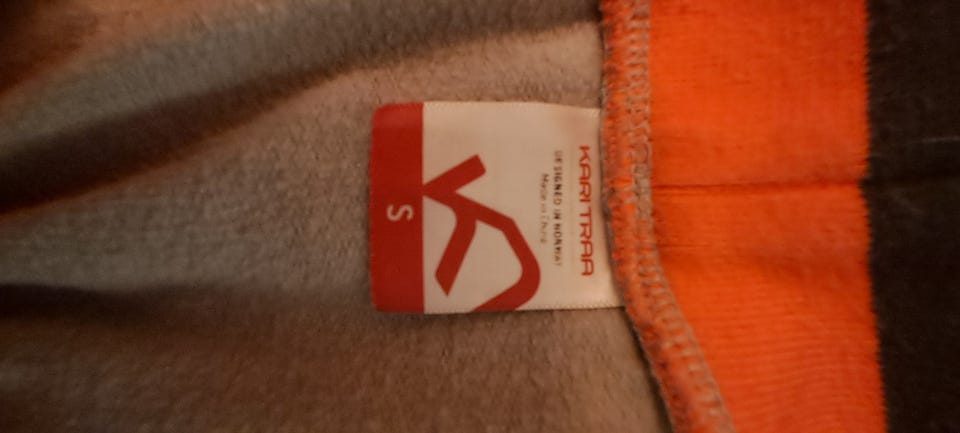 KARI TRAA
DESIGNED IN NORWAY
Made in China
S